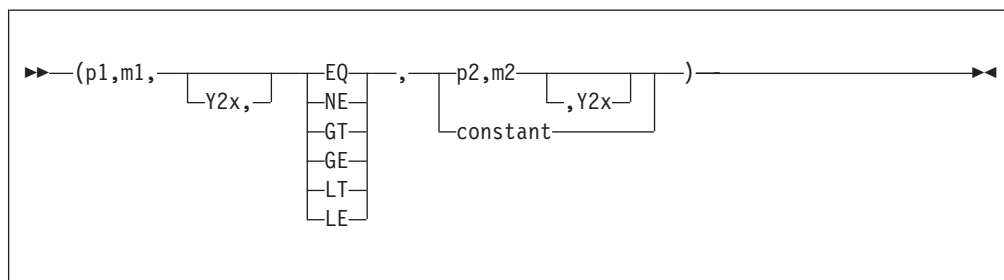 (p1,m1, EQ , p2,m2 )
Y2x, NE ,Y2x
GT constant
GE
LT
LE